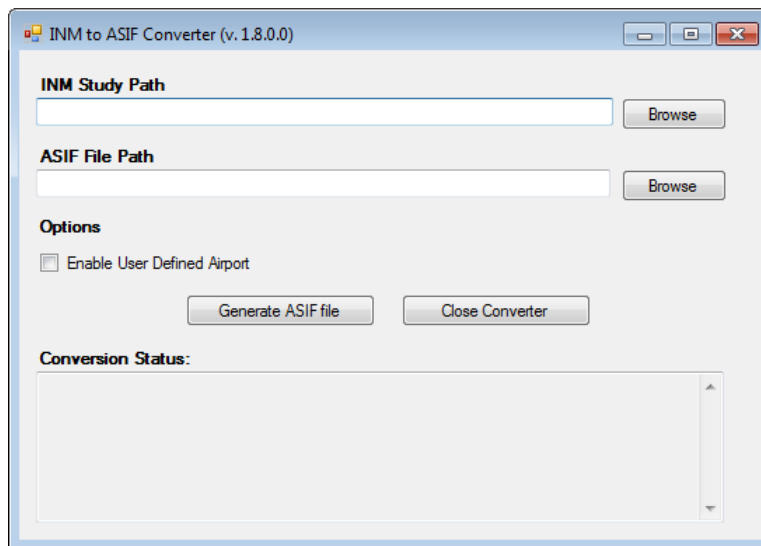 INM to ASIF Converter (v. 1.8.0.0)
INM Study Path
Browse
ASIF File Path
Browse
Options
Enable User Defined Airport
Generate ASIF file
Close Converter
Conversion Status: